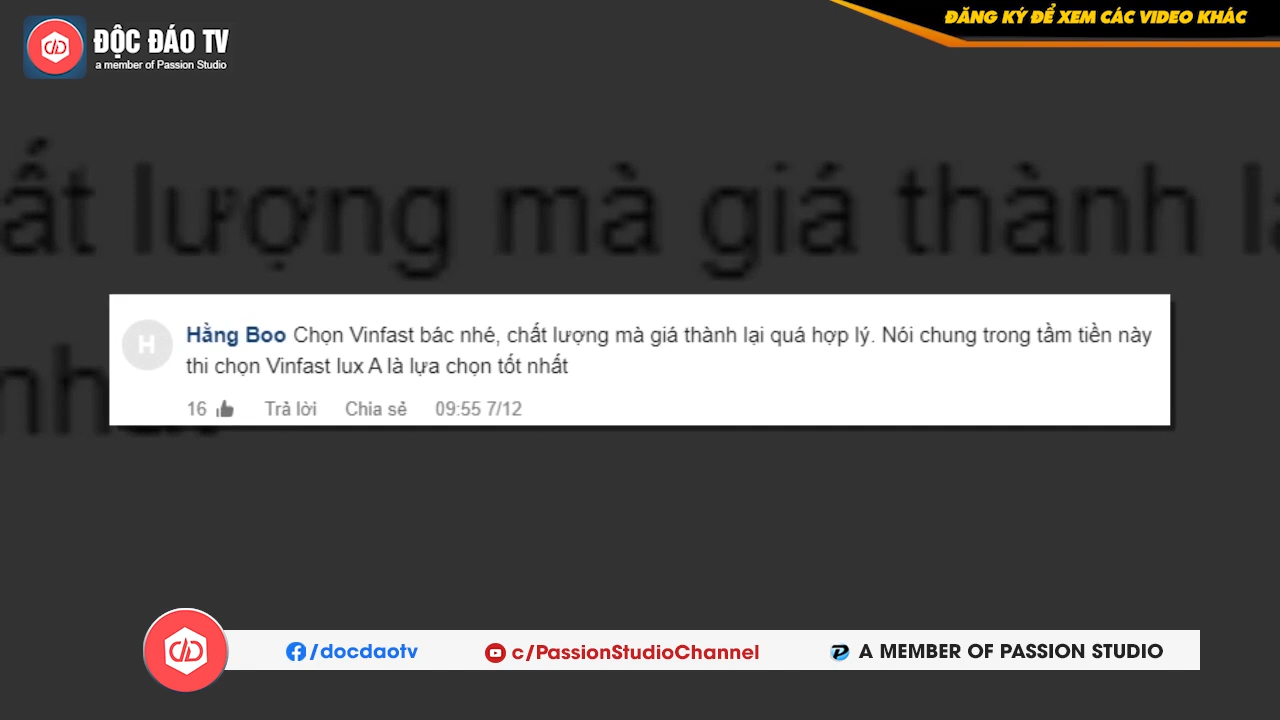 ĐỘC ĐÁO TV
a member of Passion Studio
ĐĂNG KÝ ĐỂ XEM CÁC VIDEO KHÁC
ất lượng mà giá thành l
H
Hằng Boo Chọn Vinfast bác nhé, chất lượng mà giá thành lại quá hợp lý. Nói chung trong tầm tiền này
thi chọn Vinfast lux A là lựa chọn tốt nhất
16 Trả lời Chia sẻ 09:55 7/12
/docdaotv
c/PassionStudioChannel
A MEMBER OF PASSION STUDIO